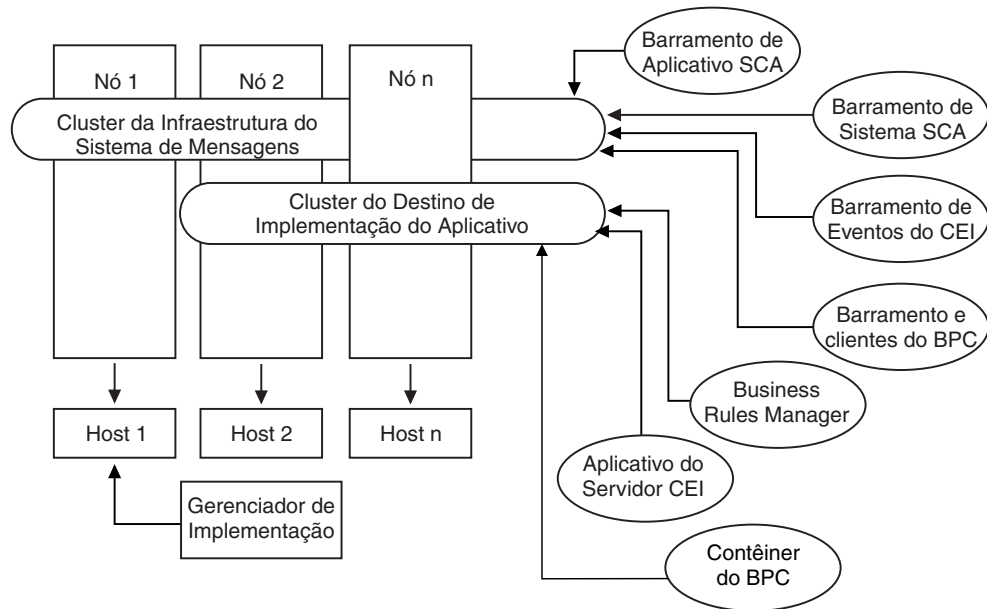 Nó 1
Nó 2
Nó n
Barramento de
Aplicativo SCA
Cluster da Infraestrutura do
Sistema de Mensagens
Barramento de
Sistema SCA
Cluster do Destino de
Implementação do Aplicativo
Barramento de
Eventos do CEI
Barramento e
clientes do BPC
Business
Rules Manager
Host 1
Host 2
Host n
Aplicativo do
Servidor CEI
Gerenciador de
Implementação
Contêiner
do BPC